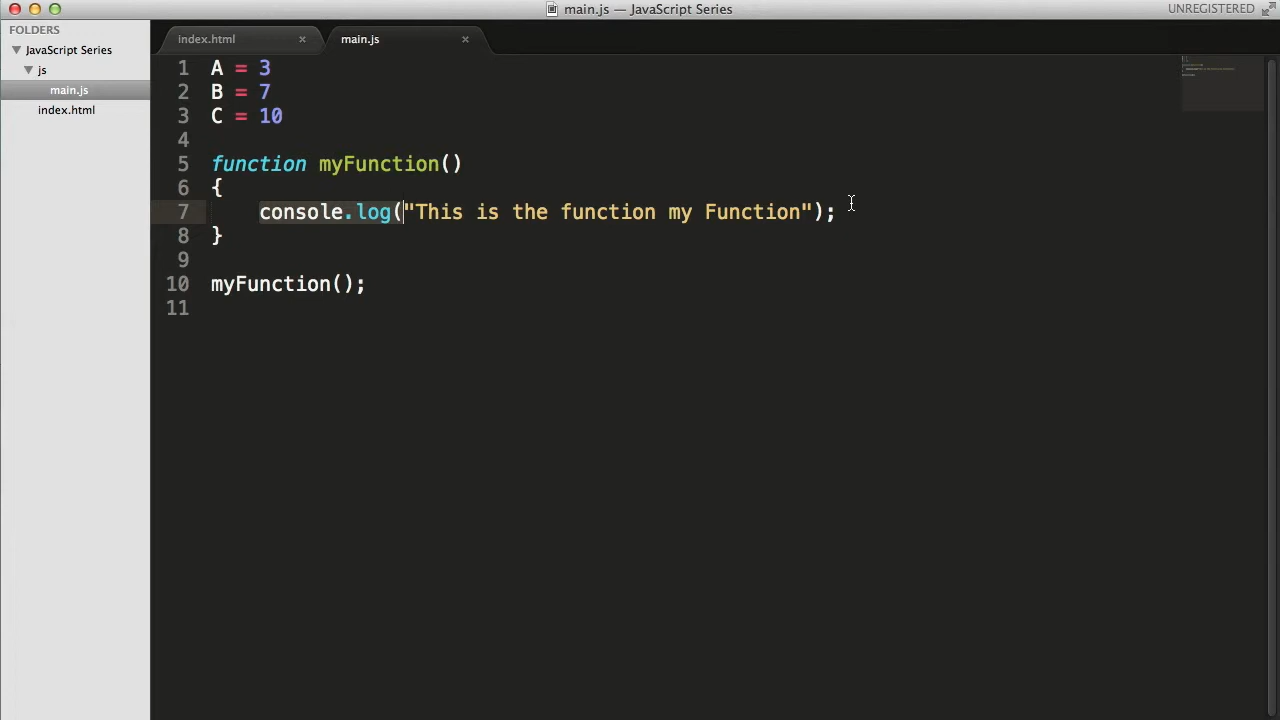 main.js — JavaScript Series
UNREGISTERED
FOLDERS
JavaScript Series
js
main.js
index.html
index.html
main.js
1 A = 3
2 B = 7
3 C = 10
4
5 function myFunction()
6 {
7 console.log("This is the function my Function");
8 }
9
10 myFunction();
11